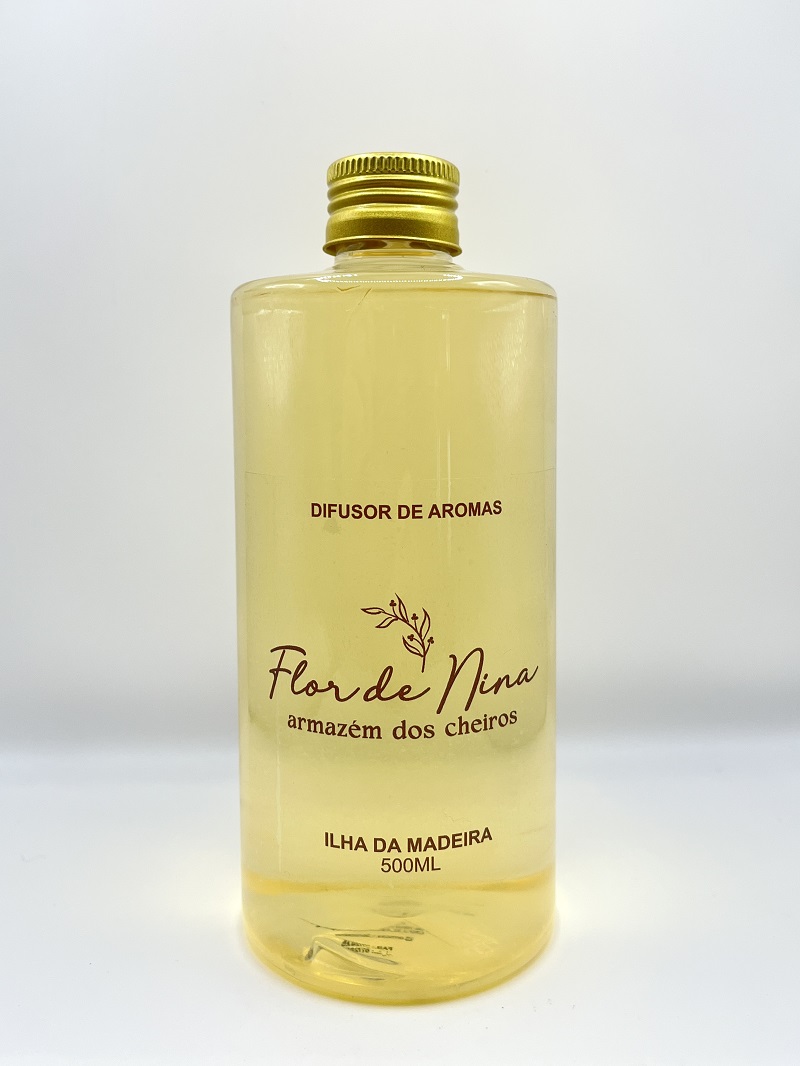 DIFUSOR DE AROMAS
Flor de Nina
armazém dos cheiros
ILHA DA MADEIRA
500ML